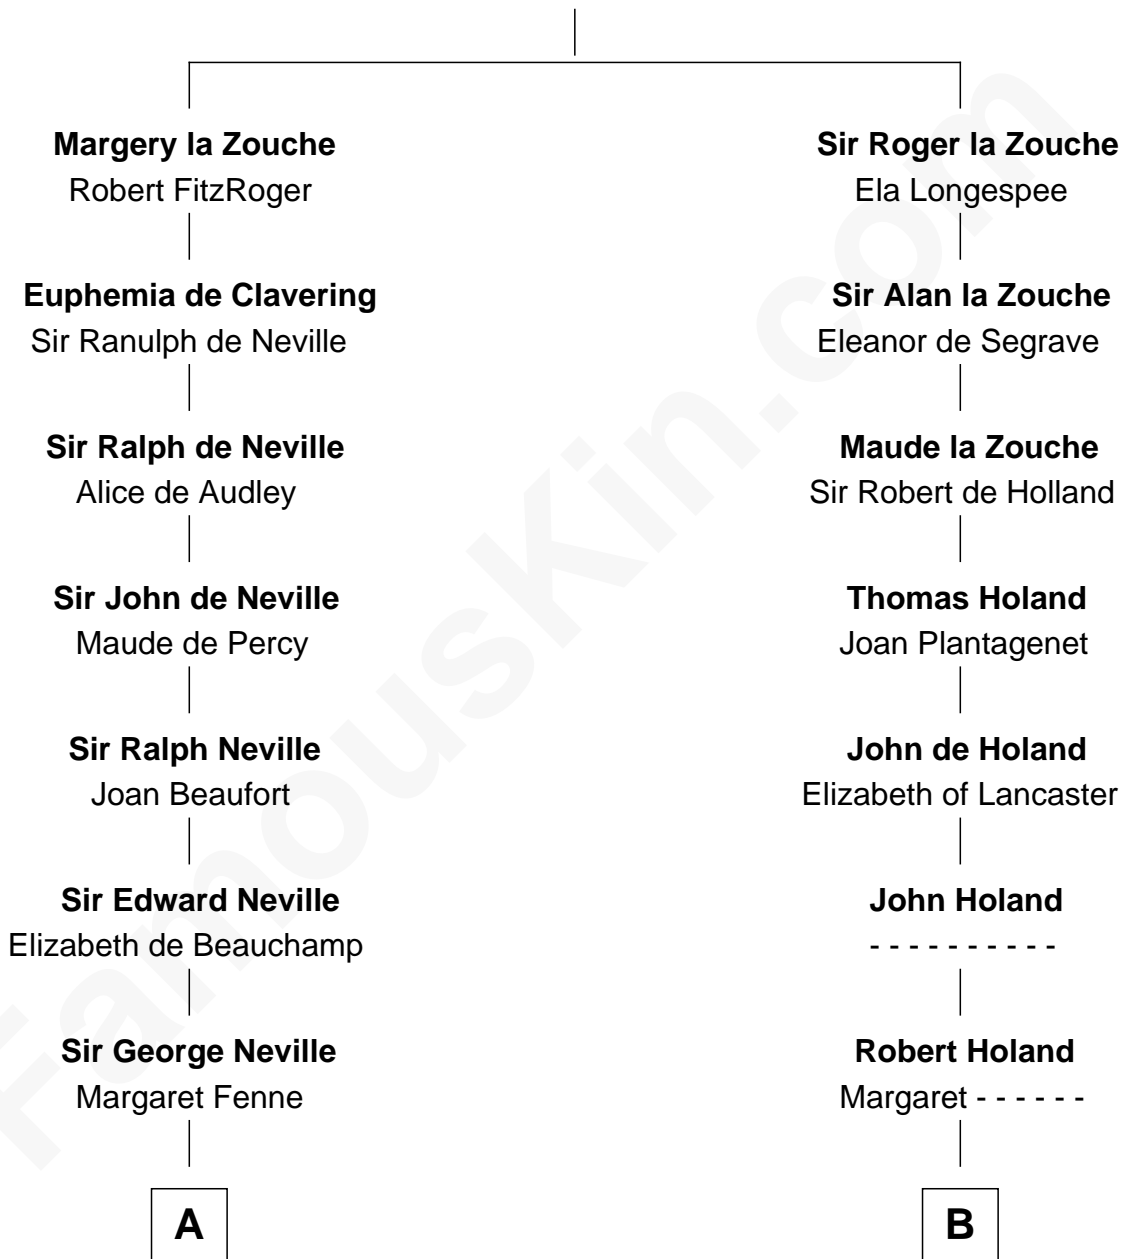 Margery la Zouche
Robert FitzRoger
Euphemia de Clavering
Sir Ranulph de Neville
Sir Ralph de Neville
Alice de Audley
Sir John de Neville
Maude de Percy
Sir Ralph Neville
Joan Beaufort
Sir Edward Neville
Elizabeth de Beauchamp
Sir George Neville
Margaret Fenne
A
Sir Roger la Zouche
Ela Longespee
Sir Alan la Zouche
Eleanor de Segrave
Maude la Zouche
Sir Robert de Holland
Thomas Holand
Joan Plantagenet
John de Holand
Elizabeth of Lancaster
John Holand
- - - - - - - - - -
Robert Holand
Margaret - - - - - -
B
FamousKin.com